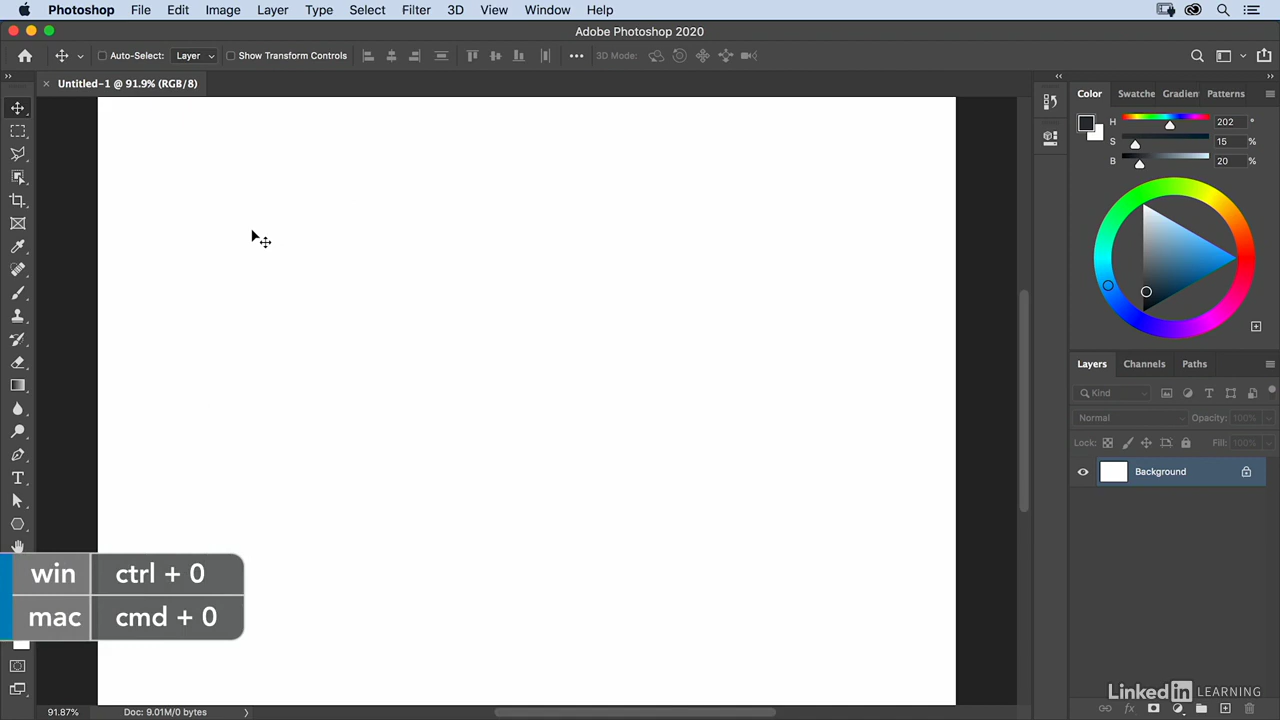 Photoshop File Edit Image Layer Type Select Filter 3D View Window Help
Adobe Photoshop 2020
Auto-Select: Layer Show Transform Controls 3D Mode:
Untitled-1 @ 91.9% (RGB/8)
Color Swatche Gradien Patterns
H 202 °
S 15 %
B 20 %
Layers Channels Paths
Kind
Normal Opacity: 100%
Lock: Fill: 100%
Background
win ctrl + 0
mac cmd + 0
LinkedIn LEARNING
91.87% Doc: 9.01M/0 bytes